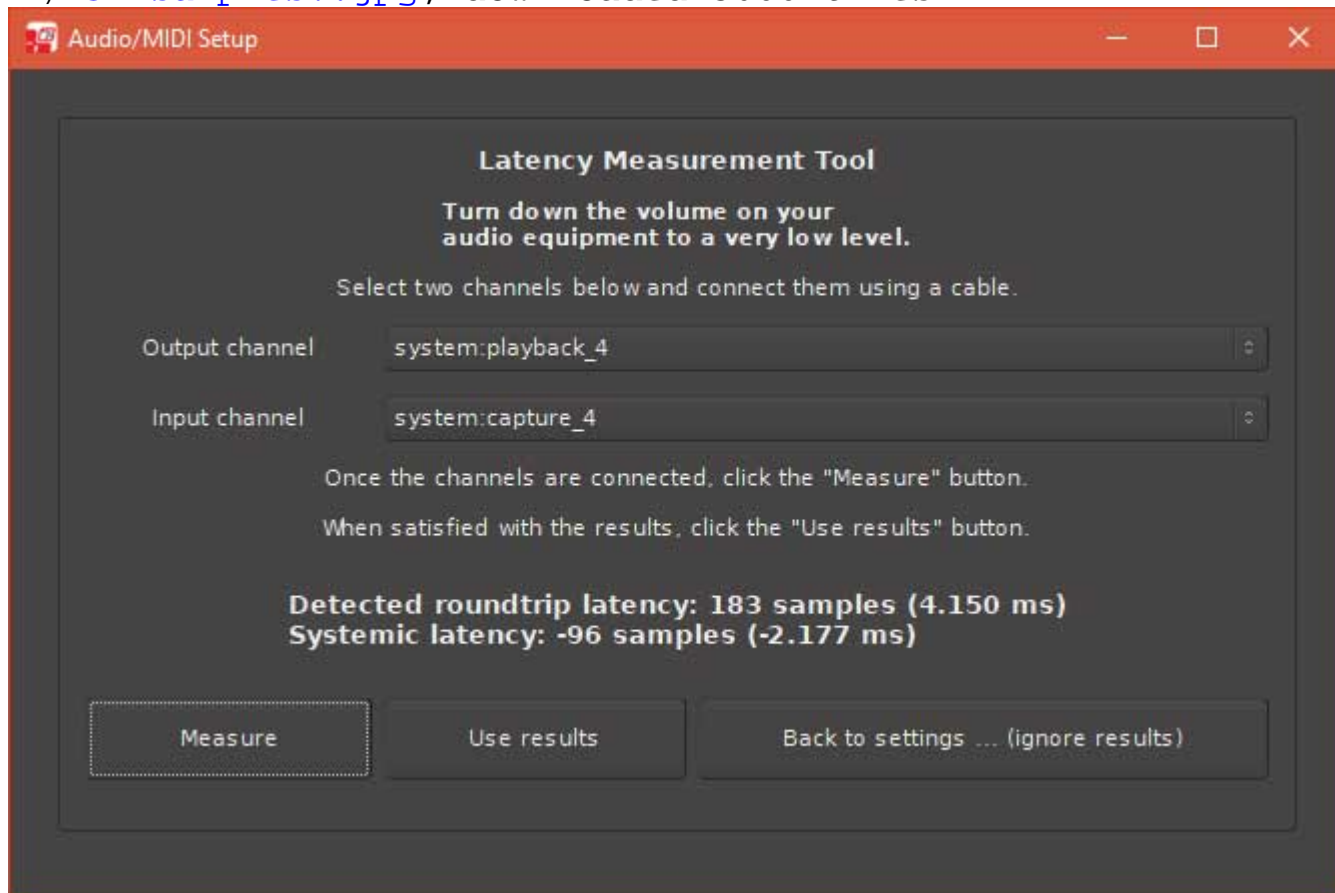 Audio/MIDI Setup
Latency Measurement Tool
Turn down the volume on your
audio equipment to a very low level.
Select two channels below and connect them using a cable.
Output channel system:playback_4
Input channel system:capture_4
Once the channels are connected, click the "Measure" button.
When satisfied with the results, click the "Use results" button.
Detected roundtrip latency: 183 samples (4.150 ms)
Systemic latency: -96 samples (-2.177 ms)
Measure Use results Back to settings ... (ignore results)